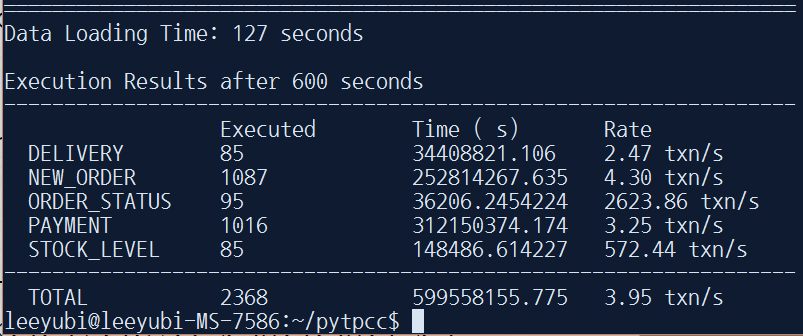 Data Loading Time: 127 seconds
Execution Results after 600 seconds
Executed Time ( s) Rate
DELIVERY 85 34408821.106 2.47 txn/s
NEW_ORDER 1087 252814267.635 4.30 txn/s
ORDER_STATUS 95 36206.2454224 2623.86 txn/s
PAYMENT 1016 312150374.174 3.25 txn/s
STOCK_LEVEL 85 148486.614227 572.44 txn/s
TOTAL 2368 599558155.775 3.95 txn/s
leeyubi@leeyubi-MS-7586:~/pytpcc$